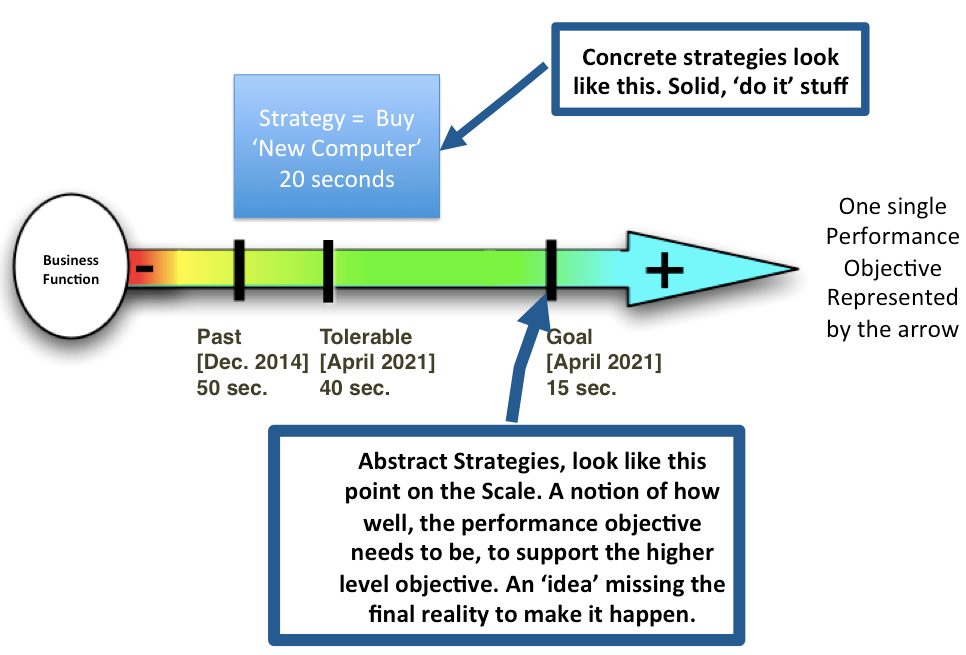 Concrete strategies look
like this. Solid, ‘do it’ stuff
Strategy = Buy
‘New Computer’
20 seconds
Business
Function
-
+
One single
Performance
Objective
Represented
by the arrow
Past
[Dec. 2014]
50 sec.
Tolerable
[April 2021]
40 sec.
Goal
[April 2021]
15 sec.
Abstract Strategies, look like this
point on the Scale. A notion of how
well, the performance objective
needs to be, to support the higher
level objective. An ‘idea’ missing the
final reality to make it happen.